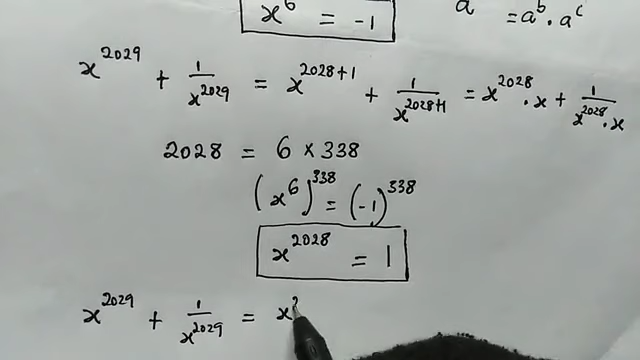 x^6 = -1
a = a^b . a^c
x^2029 + 1/x^2029 = x^2028+1 + 1/x^2028+1 = x^2028 . x + 1/x^2028 . x
2028 = 6 × 338
(x^6)^338 = (-1)^338
x^2028 = 1
x^2029 + 1/x^2029 = x^2